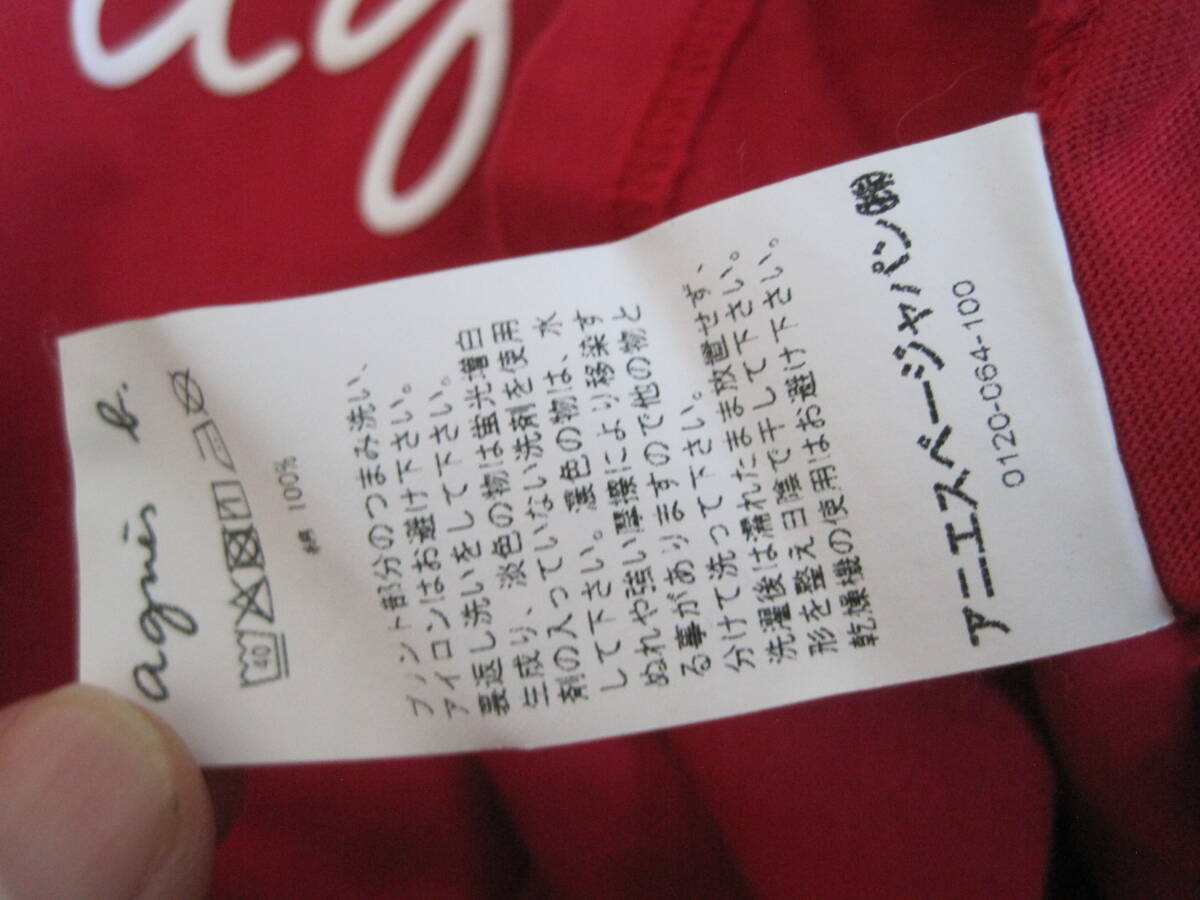 agnès b.
40
綿 100%
プリント部分のつまみ洗い、
アイロンはお避け下さい。
裏返し洗いをして下さい。
生成り、淡色の物は蛍光増白
剤の入っていない洗剤を使用
して下さい。 濃色の物は、水
ぬれや強い摩擦により移染す
る事がありますので他の物と
分けて洗って下さい。
洗濯後は濡れたまま放置せず、
形を整え日陰で干して下さい。
乾燥機の使用はお避け下さい。
アニエスベージャパン㈱
0120-064-100